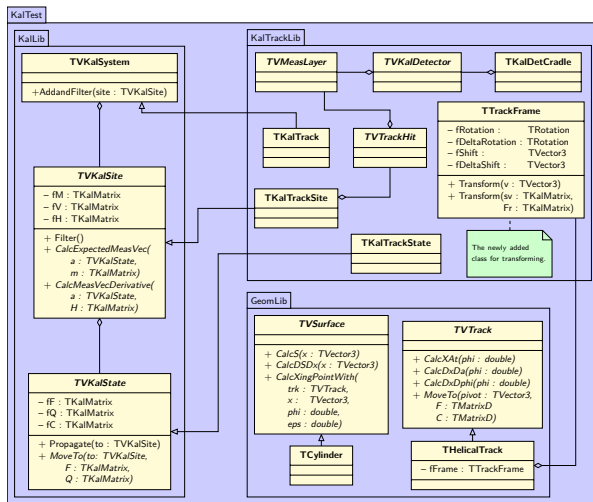 KalTest
KalLib
TVKalSystem
+AddandFilter(site : TVKalSite)
TVKalSite
− fM : TKalMatrix
− fV : TKalMatrix
− fH : TKalMatrix
+ Filter()
+ CalcExpectedMeasVec(
a : TVKalState,
m : TKalMatrix)
+ CalcMeasVecDerivative(
a : TVKalState,
H : TKalMatrix)
TVKalState
− fF : TKalMatrix
− fQ : TKalMatrix
− fC : TKalMatrix
+ Propagate(to : TVKalSite)
+ MoveTo(to: TVKalSite,
F : TKalMatrix,
Q : TKalMatrix)
KalTrackLib
TVMeasLayer
TVKalDetector
TKalDetCradle
TKalTrack
TVTrackHit
TKalTrackSite
TKalTrackState
TTrackFrame
− fRotation : TRotation
− fDeltaRotation : TRotation
− fShift : TVector3
− fDeltaShift : TVector3
+ Transform(v : TVector3)
+ Transform(sv : TKalMatrix,
Fr : TKalMatrix)
The newly added
class for transforming.
GeomLib
TVSurface
+ CalcS(x : TVector3)
+ CalcDSDx(x : TVector3)
+ CalcXingPointWith(
trk : TVTrack,
x : TVector3,
phi : double,
eps : double)
TCylinder
TVTrack
+ CalcXAt(phi : double)
+ CalcDxDa(phi : double)
+ CalcDxDphi(phi : double)
+ MoveTo(pivot : TVector3,
F : TMatrixD
C : TMatrixD)
THelicalTrack
− fFrame : TTrackFrame